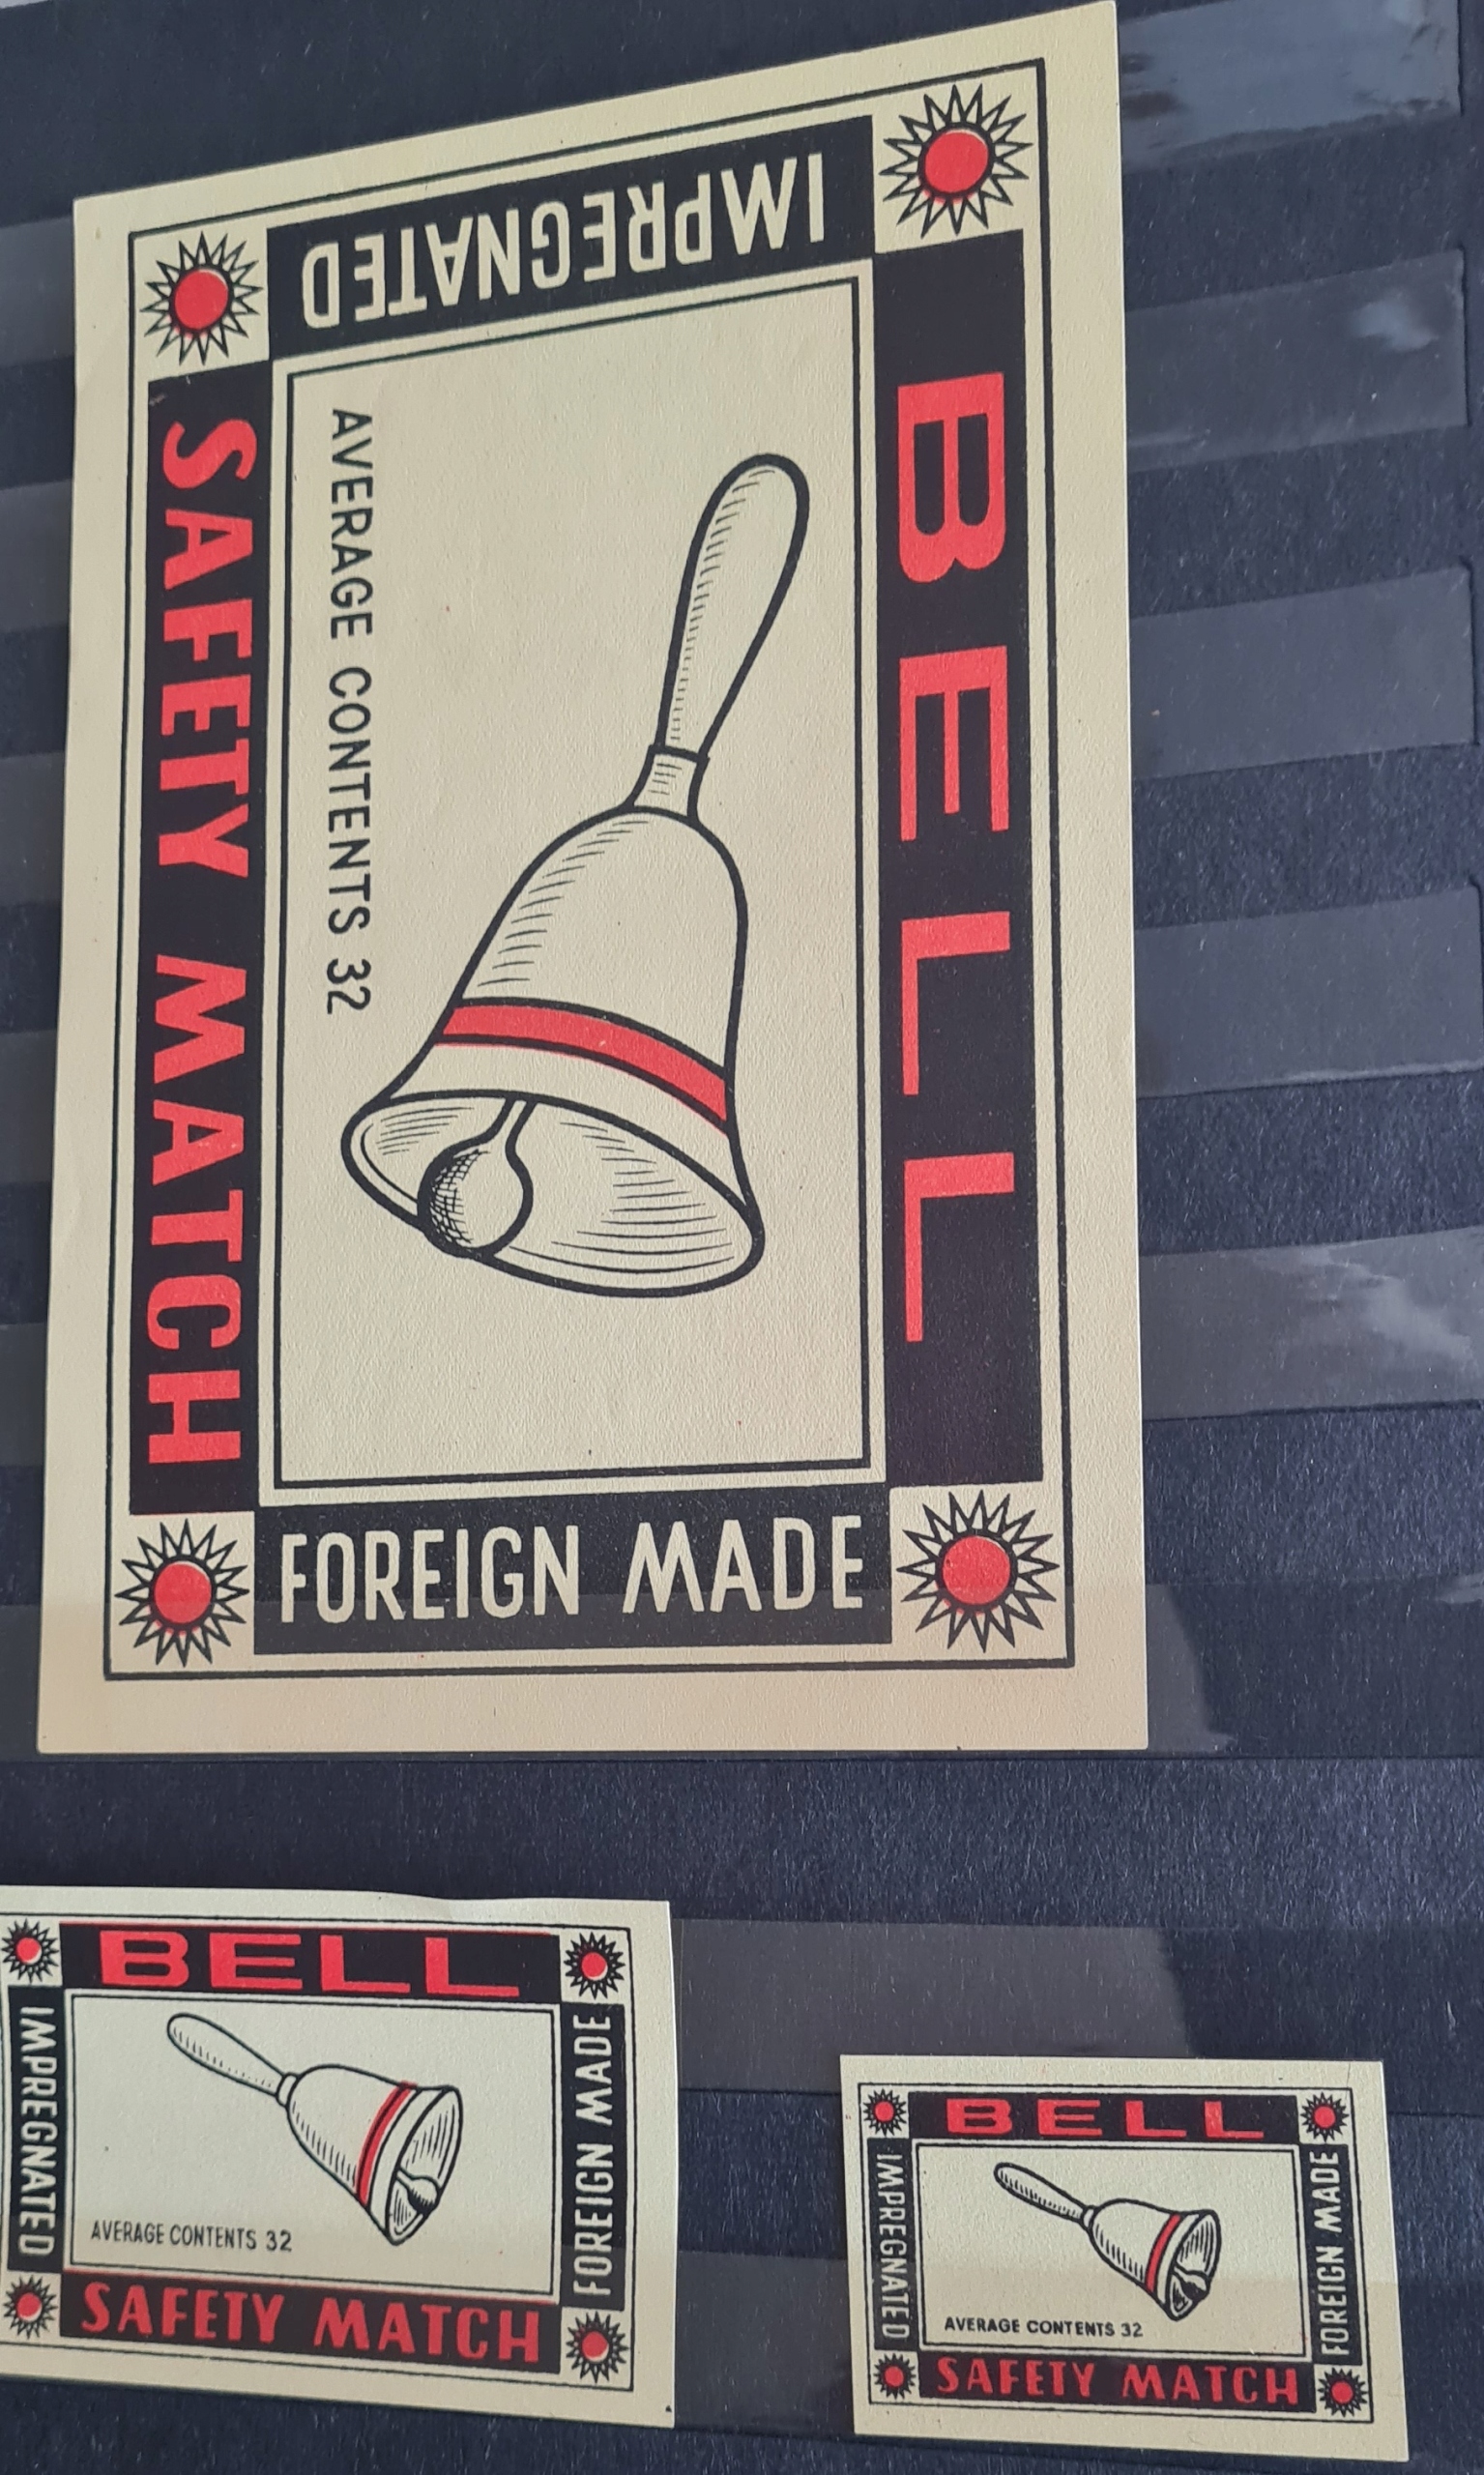 IMPREGNATED
BELL
AVERAGE CONTENTS 32
SAFETY MATCH
FOREIGN MADE
BELL
IMPREGNATED
FOREIGN MADE
AVERAGE CONTENTS 32
SAFETY MATCH
BELL
IMPREGNATED
FOREIGN MADE
AVERAGE CONTENTS 32
SAFETY MATCH